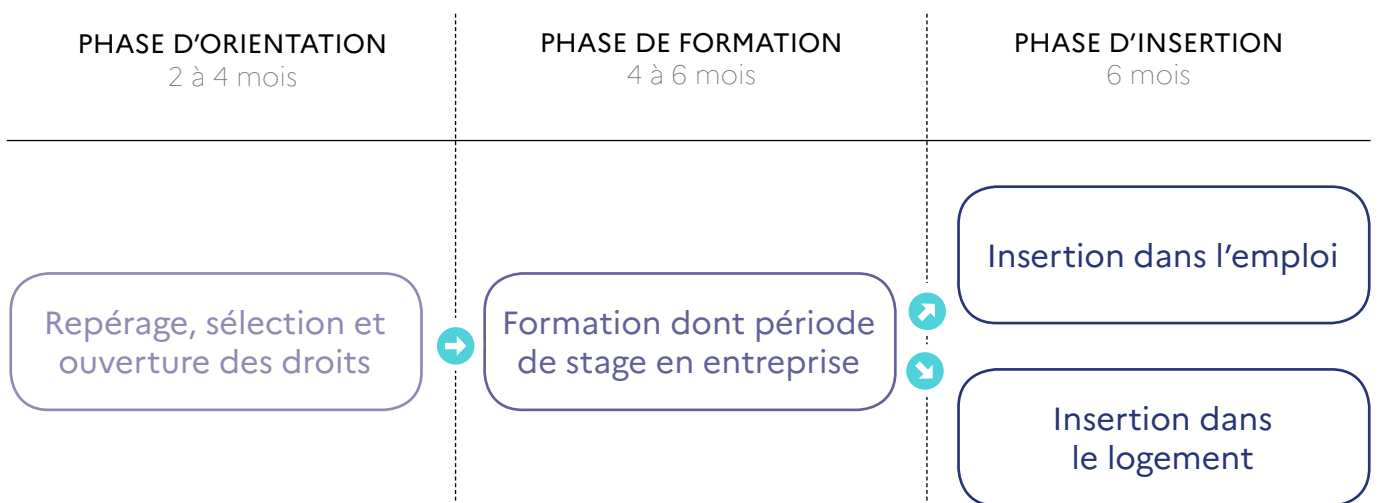 PHASE D'ORIENTATION
2 à 4 mois
PHASE DE FORMATION
4 à 6 mois
PHASE D'INSERTION
6 mois
Repérage, sélection et
ouverture des droits
Formation dont période
de stage en entreprise
Insertion dans l'emploi
Insertion dans
le logement